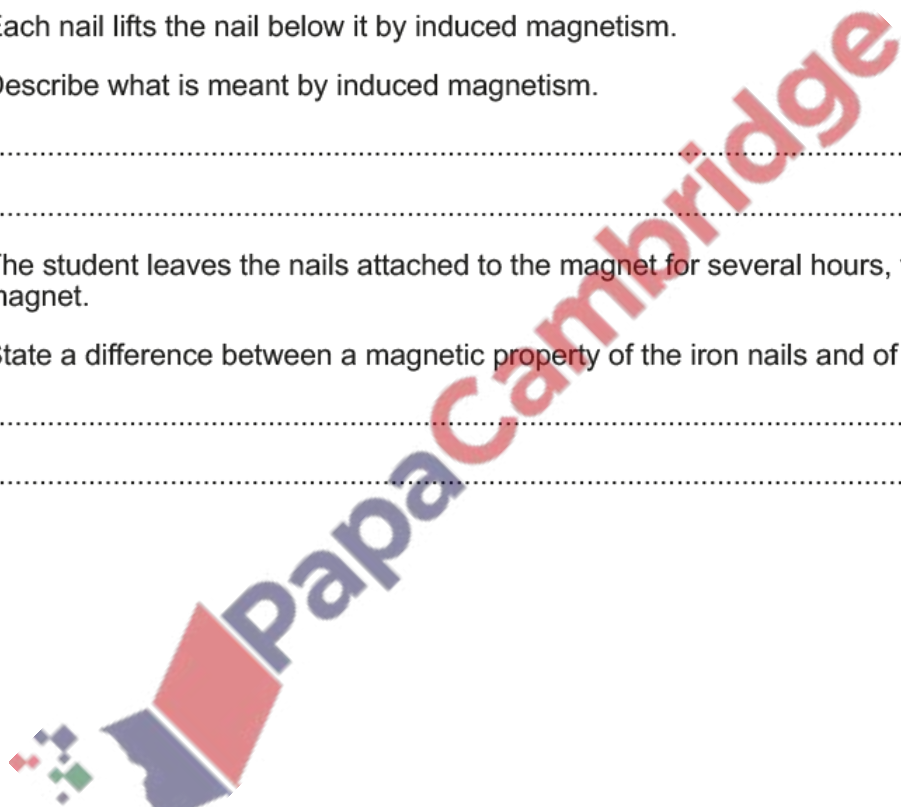 Each nail lifts the nail below it by induced magnetism.
Describe what is meant by induced magnetism.
The student leaves the nails attached to the magnet for several hours,
magnet.
State a difference between a magnetic property of the iron nails and of
PapaCambridge